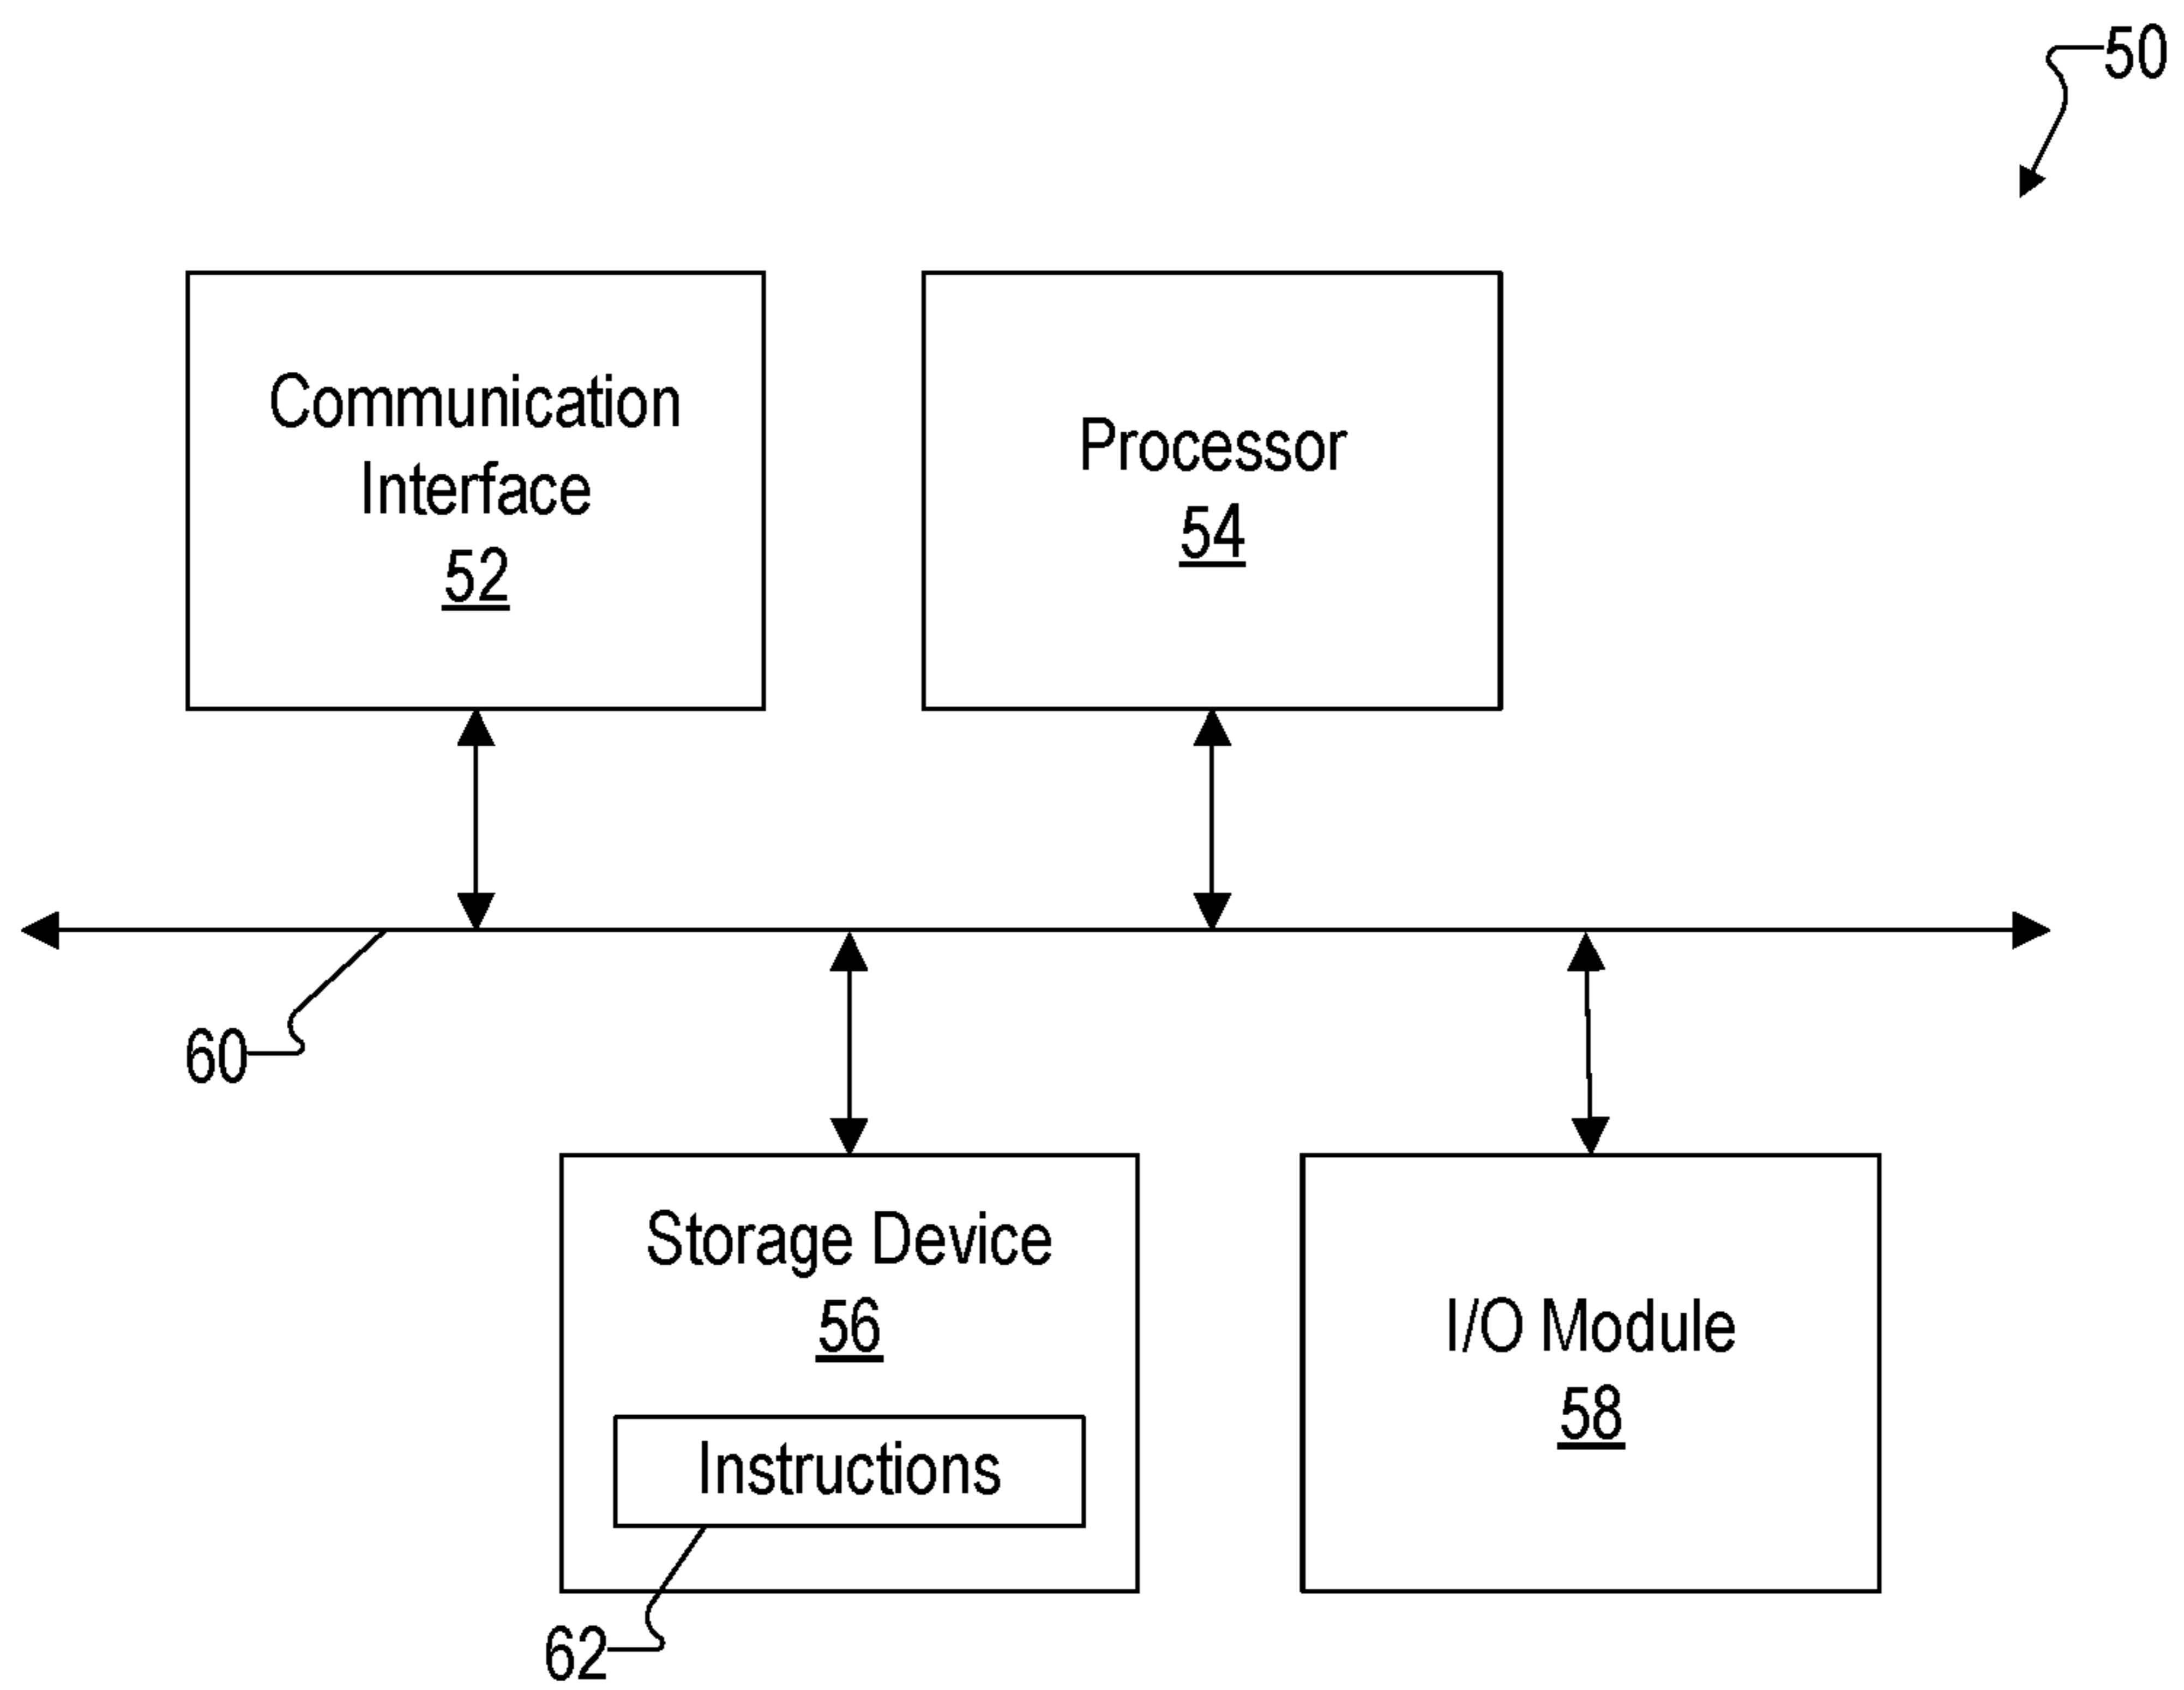 50
Communication
Interface
52
Processor
54
60
Storage Device
56
Instructions
62
I/O Module
58